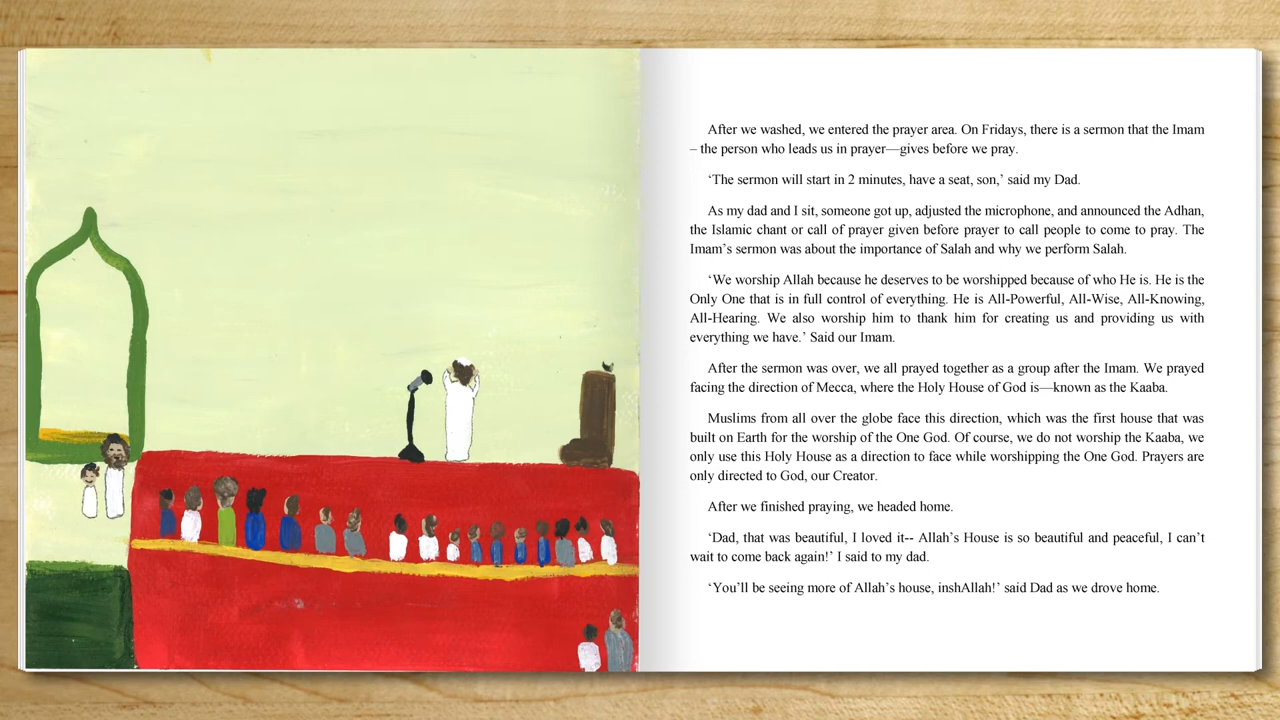 After we washed, we entered the prayer area. On Fridays, there is a sermon that the Imam
– the person who leads us in prayer—gives before we pray.
‘The sermon will start in 2 minutes, have a seat, son,’ said my Dad.
As my dad and I sit, someone got up, adjusted the microphone, and announced the Adhan,
the Islamic chant or call of prayer given before prayer to call people to come to pray. The
Imam’s sermon was about the importance of Salah and why we perform Salah.
‘We worship Allah because he deserves to be worshipped because of who He is. He is the
Only One that is in full control of everything. He is All-Powerful, All-Wise, All-Knowing,
All-Hearing. We also worship him to thank him for creating us and providing us with
everything we have.’ Said our Imam.
After the sermon was over, we all prayed together as a group after the Imam. We prayed
facing the direction of Mecca, where the Holy House of God is—known as the Kaaba.
Muslims from all over the globe face this direction, which was the first house that was
built on Earth for the worship of the One God. Of course, we do not worship the Kaaba, we
only use this Holy House as a direction to face while worshipping the One God. Prayers are
only directed to God, our Creator.
After we finished praying, we headed home.
‘Dad, that was beautiful, I loved it-- Allah’s House is so beautiful and peaceful, I can’t
wait to come back again!’ I said to my dad.
‘You’ll be seeing more of Allah’s house, inshAllah!’ said Dad as we drove home.